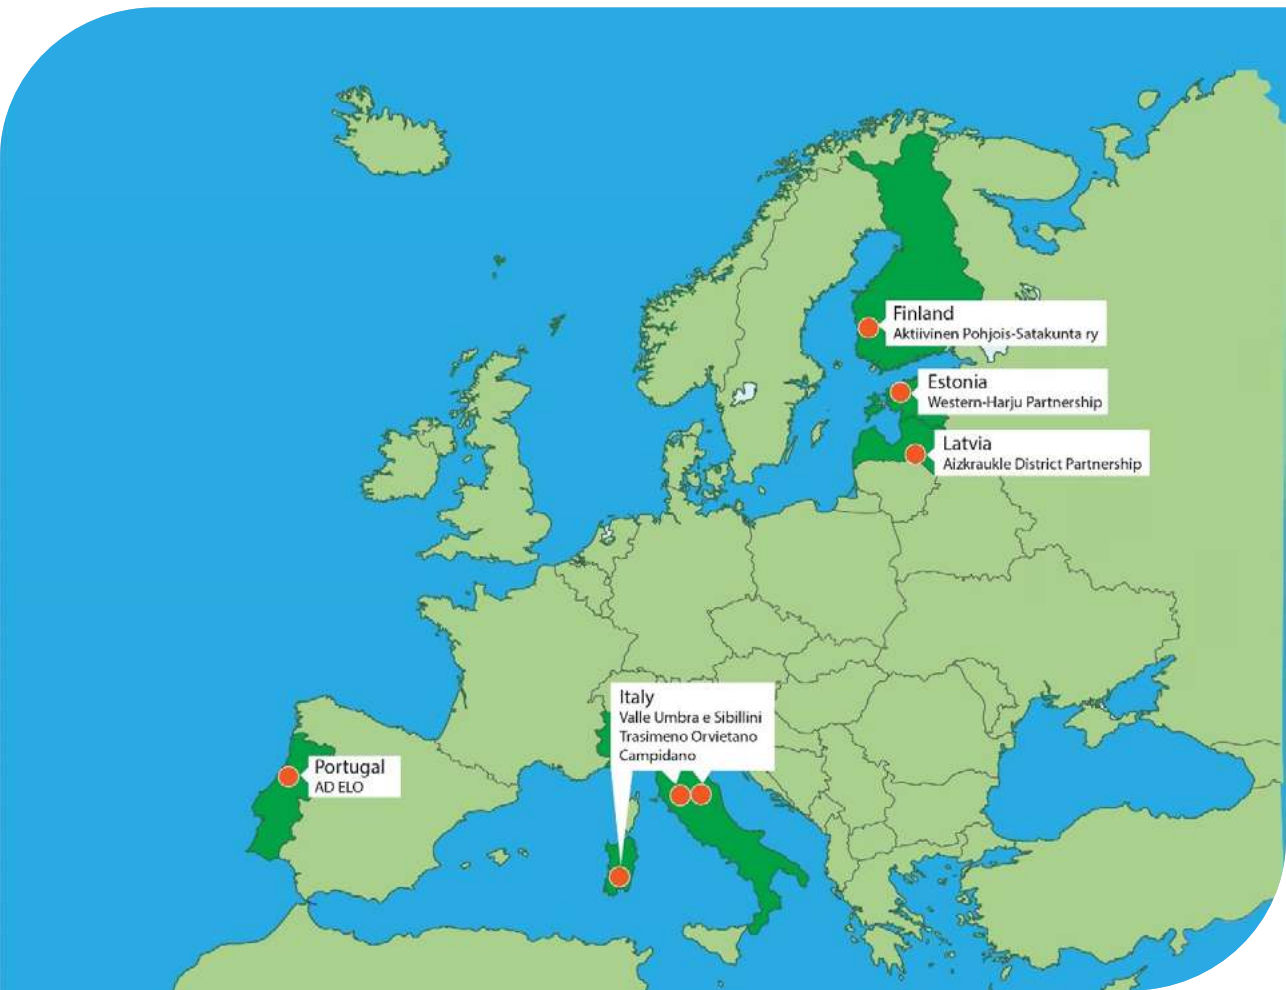 Finland
Aktiivinen Pohjois-Satakunta ry
Estonia
Western-Harju Partnership
Latvia
Aizkraukle District Partnership
Italy
Valle Umbra e Sibillini
Trasimeno Orvietano
Campidano
Portugal
AD ELO